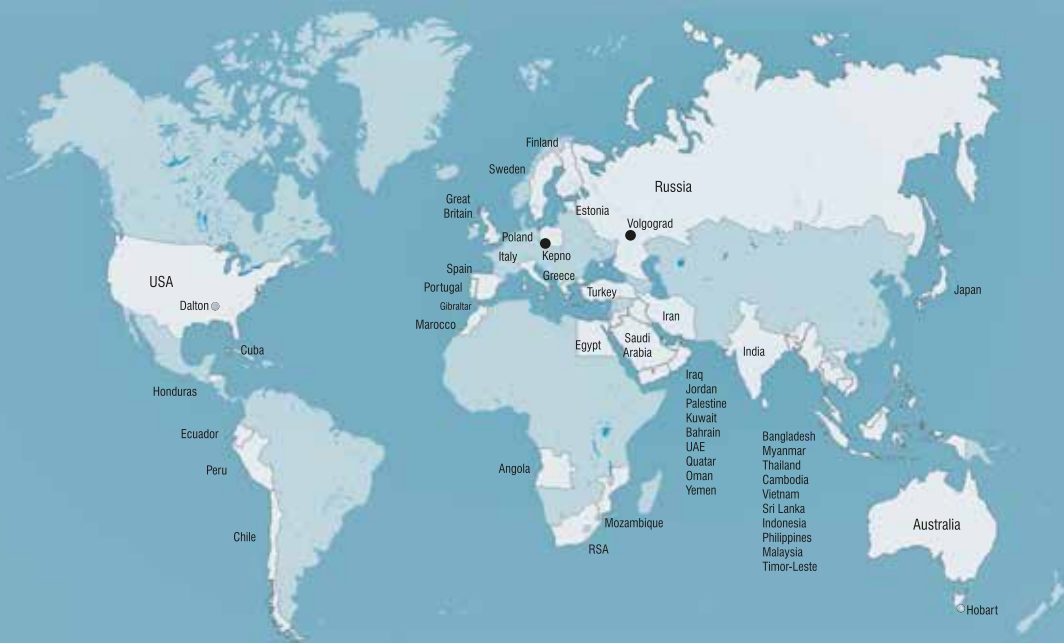 Finland
Sweden
Great
Britain
Russia
Estonia
Volgograd
Poland
Kepno
Italy
Spain
Greece
Portugal
Turkey
Gibraltar
Marocco
USA
Dalton
Japan
Iran
Egypt
Saudi
Arabia
India
Cuba
Honduras
Iraq
Jordan
Palestine
Kuwait
Bahrain
UAE
Quatar
Oman
Yemen
Ecuador
Peru
Chile
Angola
Mozambique
RSA
Bangladesh
Myanmar
Thailand
Cambodia
Vietnam
Sri Lanka
Indonesia
Philippines
Malaysia
Timor-Leste
Australia
Hobart